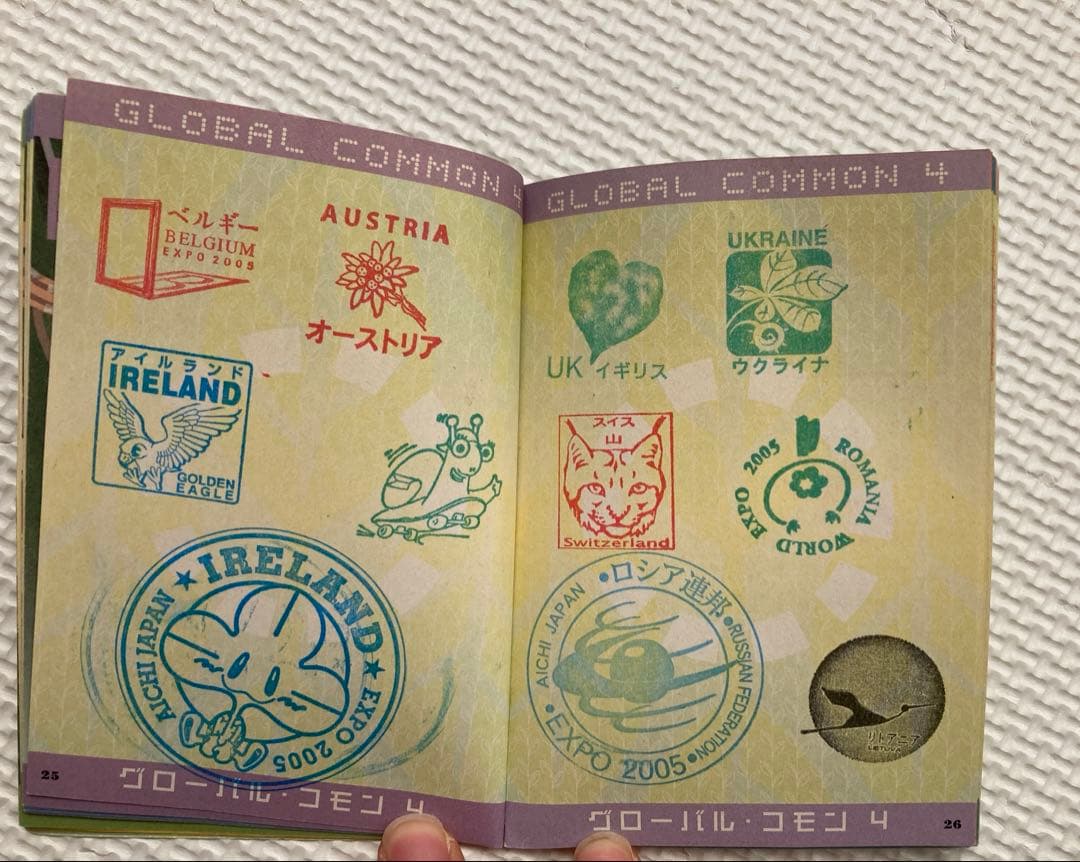 GLOBAL COMMON 4
ベルギー
BELGIUM
EXPO 2005
AUSTRIA
オーストリア
アイルランド
IRELAND
GOLDEN
EAGLE
★IRELAND★
AICHI JAPAN
EXPO 2005
25
グローバル・コモン 4
GLOBAL COMMON 4
UK イギリス
UKRAINE
ウクライナ
スイス
山
Switzerland
ROMANIA
WORLD EXPO 2005
・ロシア連邦・
AICHI JAPAN
RUSSIAN FEDERATION
・EXPO 2005・
リトアニア
LIETUVA
グローバル・コモン 4
26